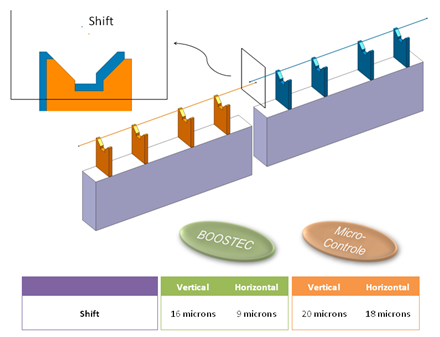 Shift
BOOSTEC
Micro-
Controle
Vertical Horizontal Vertical Horizontal
Shift 16 microns 9 microns 20 microns 18 microns